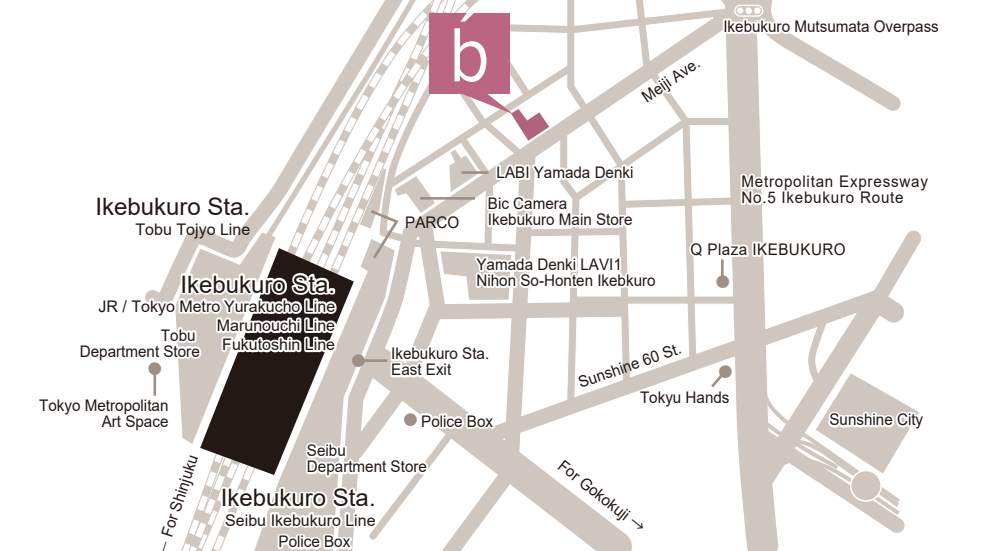 Ikebukuro Mutsumata Overpass
b́
Meiji Ave.
LABI Yamada Denki
Metropolitan Expressway
No.5 Ikebukuro Route
Bic Camera
Ikebukuro Main Store
PARCO
Ikebukuro Sta.
Tobu Tojyo Line
Q Plaza IKEBUKURO
Yamada Denki LAVI1
Nihon So-Honten Ikebkuro
Ikebukuro Sta.
JR / Tokyo Metro Yurakucho Line
Marunouchi Line
Fukutoshin Line
Tobu
Department Store
Ikebukuro Sta.
East Exit
Sunshine 60 St.
Tokyu Hands
Tokyo Metropolitan
Art Space
Police Box
Sunshine City
Seibu
Department Store
For Gokokuji →
← For Shinjuku
Ikebukuro Sta.
Seibu Ikebukuro Line
Police Box